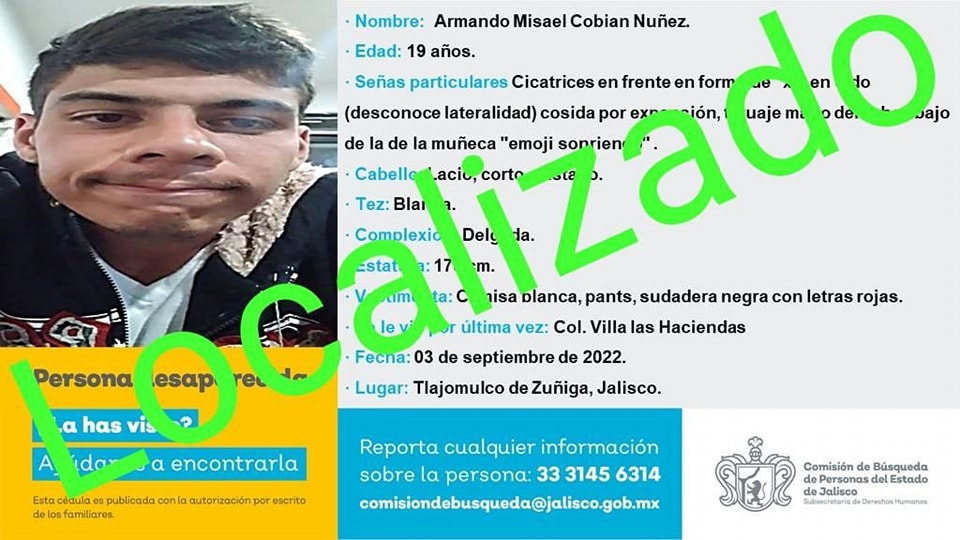 · Nombre: Armando Misael Cobian Nuñez.
· Edad: 19 años.
· Señas particulares Cicatrices en frente en en
(desconoce lateralidad) cosida por bajo
de la de la muñeca "emoji
· Cabello: Lacio, corto,
· Tez:
· Delgada.
· cm.
· Camisa blanca, pants, sudadera negra con letras rojas.
· por última vez: Col. Villa las Haciendas
· Fecha: 03 de septiembre de 2022.
· Lugar: Tlajomulco de Zuñiga, Jalisco.
Localizado
Persona desaparecida
¿La has visto?
Ayúdanos a encontrarla
Esta cédula es publicada con la autorización por escrito
de los familiares.
Reporta cualquier información
sobre la persona: 33 3145 6314
comisiondebusqueda@jalisco.gob.mx
Comisión de Búsqueda
de Personas del Estado
de Jalisco
Subsecretaría de Derechos Humanos